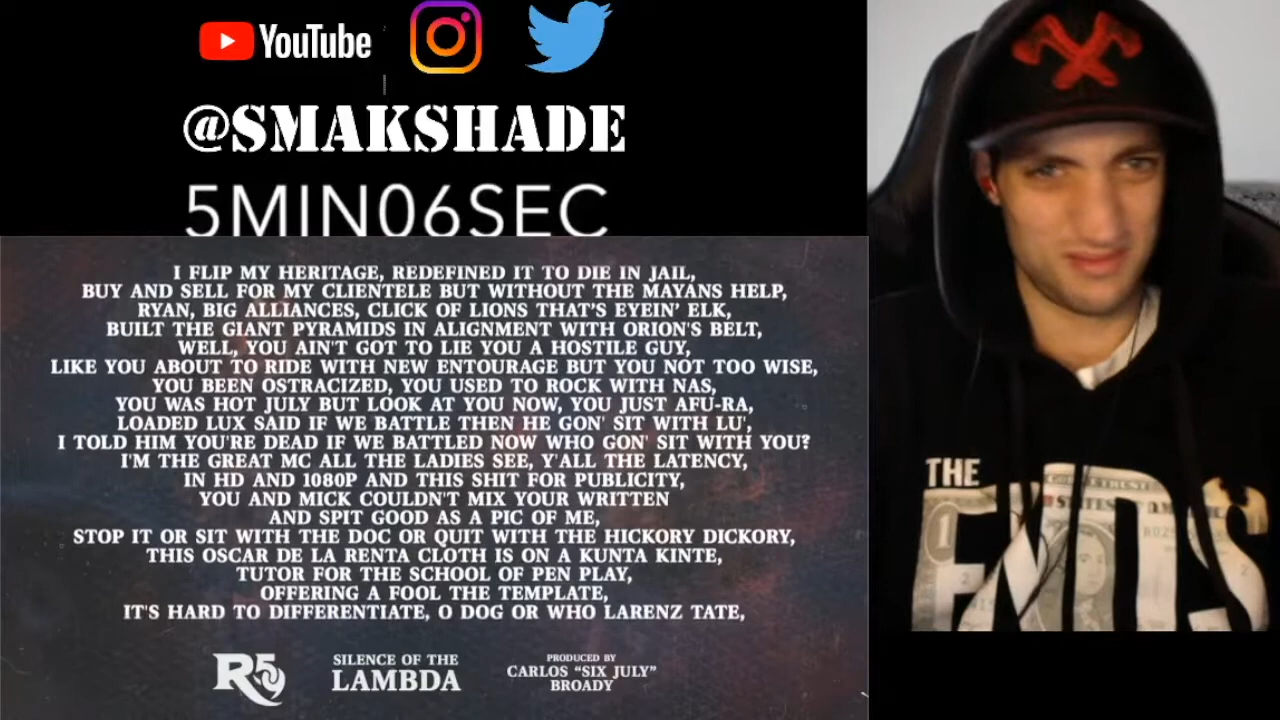 YouTube
@SMAKSHADE
5MIN06SEC
I FLIP MY HERITAGE, REDEFINED IT TO DIE IN JAIL,
BUY AND SELL FOR MY CLIENTELE BUT WITHOUT THE MAYANS HELP,
RYAN, BIG ALLIANCES, CLICK OF LIONS THAT'S EYEIN' ELK,
BUILT THE GIANT PYRAMIDS IN ALIGNMENT WITH ORION'S BELT,
WELL, YOU AIN'T GOT TO LIE YOU A HOSTILE GUY,
LIKE YOU ABOUT TO RIDE WITH NEW ENTOURAGE BUT YOU NOT TOO WISE,
YOU BEEN OSTRACIZED, YOU USED TO ROCK WITH NAS,
YOU WAS HOT JULY BUT LOOK AT YOU NOW, YOU JUST AFU-RA,
LOADED LUX SAID IF WE BATTLE THEN HE GON' SIT WITH LU',
I TOLD HIM YOU'RE DEAD IF WE BATTLED NOW WHO GON' SIT WITH YOU?
I'M THE GREAT MC ALL THE LADIES SEE, Y'ALL THE LATENCY,
IN HD AND 1080P AND THIS SHIT FOR PUBLICITY,
YOU AND MICK COULDN'T MIX YOUR WRITTEN
AND SPIT GOOD AS A PIC OF ME,
STOP IT OR SIT WITH THE DOC OR QUIT WITH THE HICKORY DICKORY,
THIS OSCAR DE LA RENTA CLOTH IS ON A KUNTA KINTE,
TUTOR FOR THE SCHOOL OF PEN PLAY,
OFFERING A FOOL THE TEMPLATE,
IT'S HARD TO DIFFERENTIATE, O DOG OR WHO LARENZ TATE,
R59
SILENCE OF THE
LAMBDA
PRODUCED BY
CARLOS "SIX JULY"
BROADY
THE
ENDS